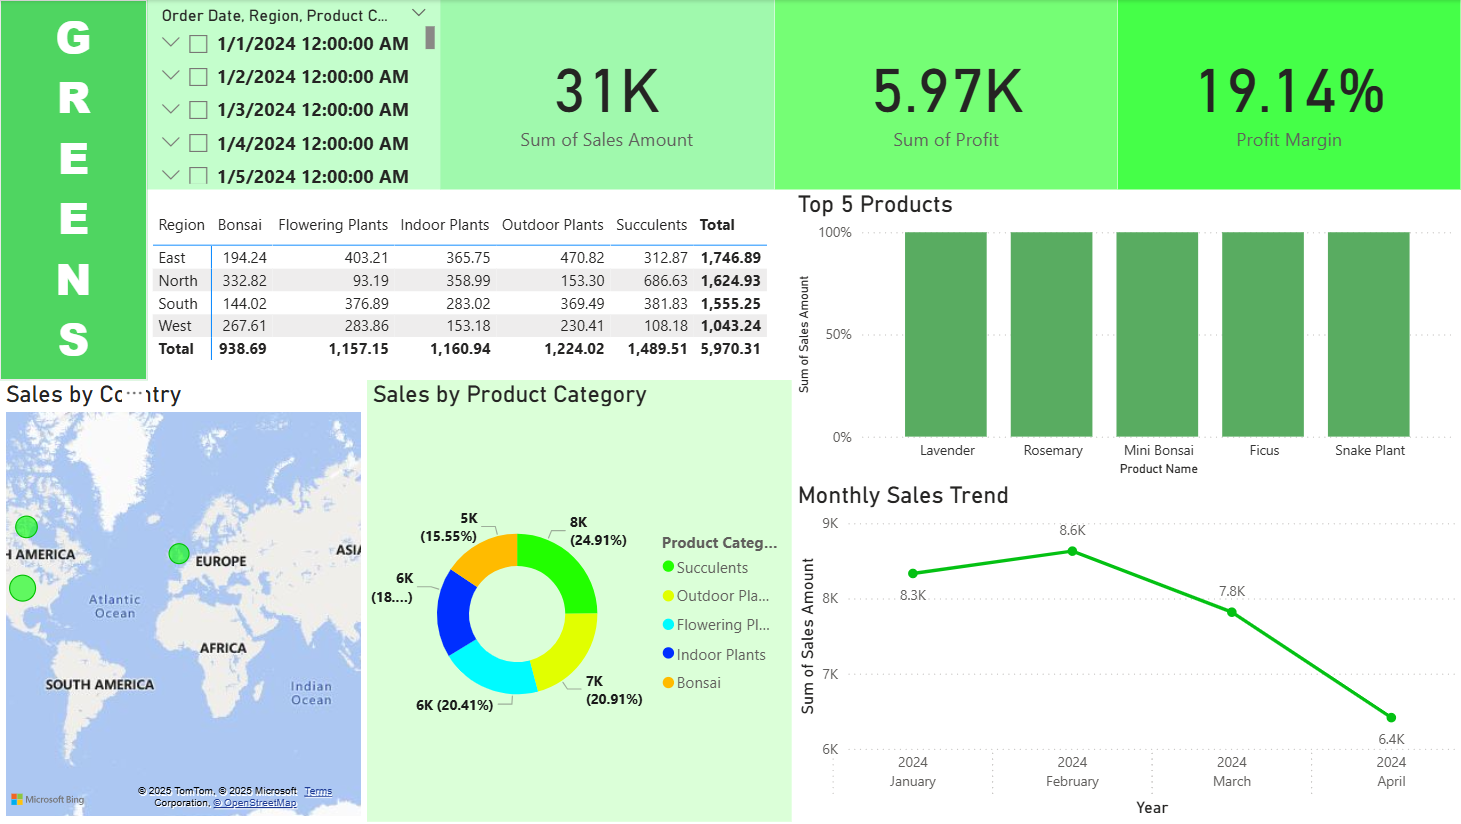 GREENS
Order Date, Region, Product C...
1/1/2024 12:00:00 AM
1/2/2024 12:00:00 AM
1/3/2024 12:00:00 AM
1/4/2024 12:00:00 AM
1/5/2024 12:00:00 AM
31K
Sum of Sales Amount
5.97K
Sum of Profit
19.14%
Profit Margin
Region Bonsai Flowering Plants Indoor Plants Outdoor Plants Succulents Total
East 194.24 403.21 365.75 470.82 312.87 1,746.89
North 332.82 93.19 358.99 153.30 686.63 1,624.93
South 144.02 376.89 283.02 369.49 381.83 1,555.25
West 267.61 283.86 153.18 230.41 108.18 1,043.24
Total 938.69 1,157.15 1,160.94 1,224.02 1,489.51 5,970.31
Top 5 Products
100%
50%
0%
Sum of Sales Amount
Lavender Rosemary Mini Bonsai Ficus Snake Plant
Product Name
Sales by Co...ntry
H AMERICA
EUROPE
ASIA
Atlantic
Ocean
AFRICA
SOUTH AMERICA
Indian
Ocean
Microsoft Bing
© 2025 TomTom, © 2025 Microsoft Terms
Corporation, © OpenStreetMap
Sales by Product Category
5K
(15.55%)
8K
(24.91%)
6K
(18....)
6K (20.41%)
7K
(20.91%)
Product Categ...
Succulents
Outdoor Pla...
Flowering Pl...
Indoor Plants
Bonsai
Monthly Sales Trend
9K
8K
7K
6K
Sum of Sales Amount
8.3K
8.6K
7.8K
6.4K
2024 2024 2024 2024
January February March April
Year